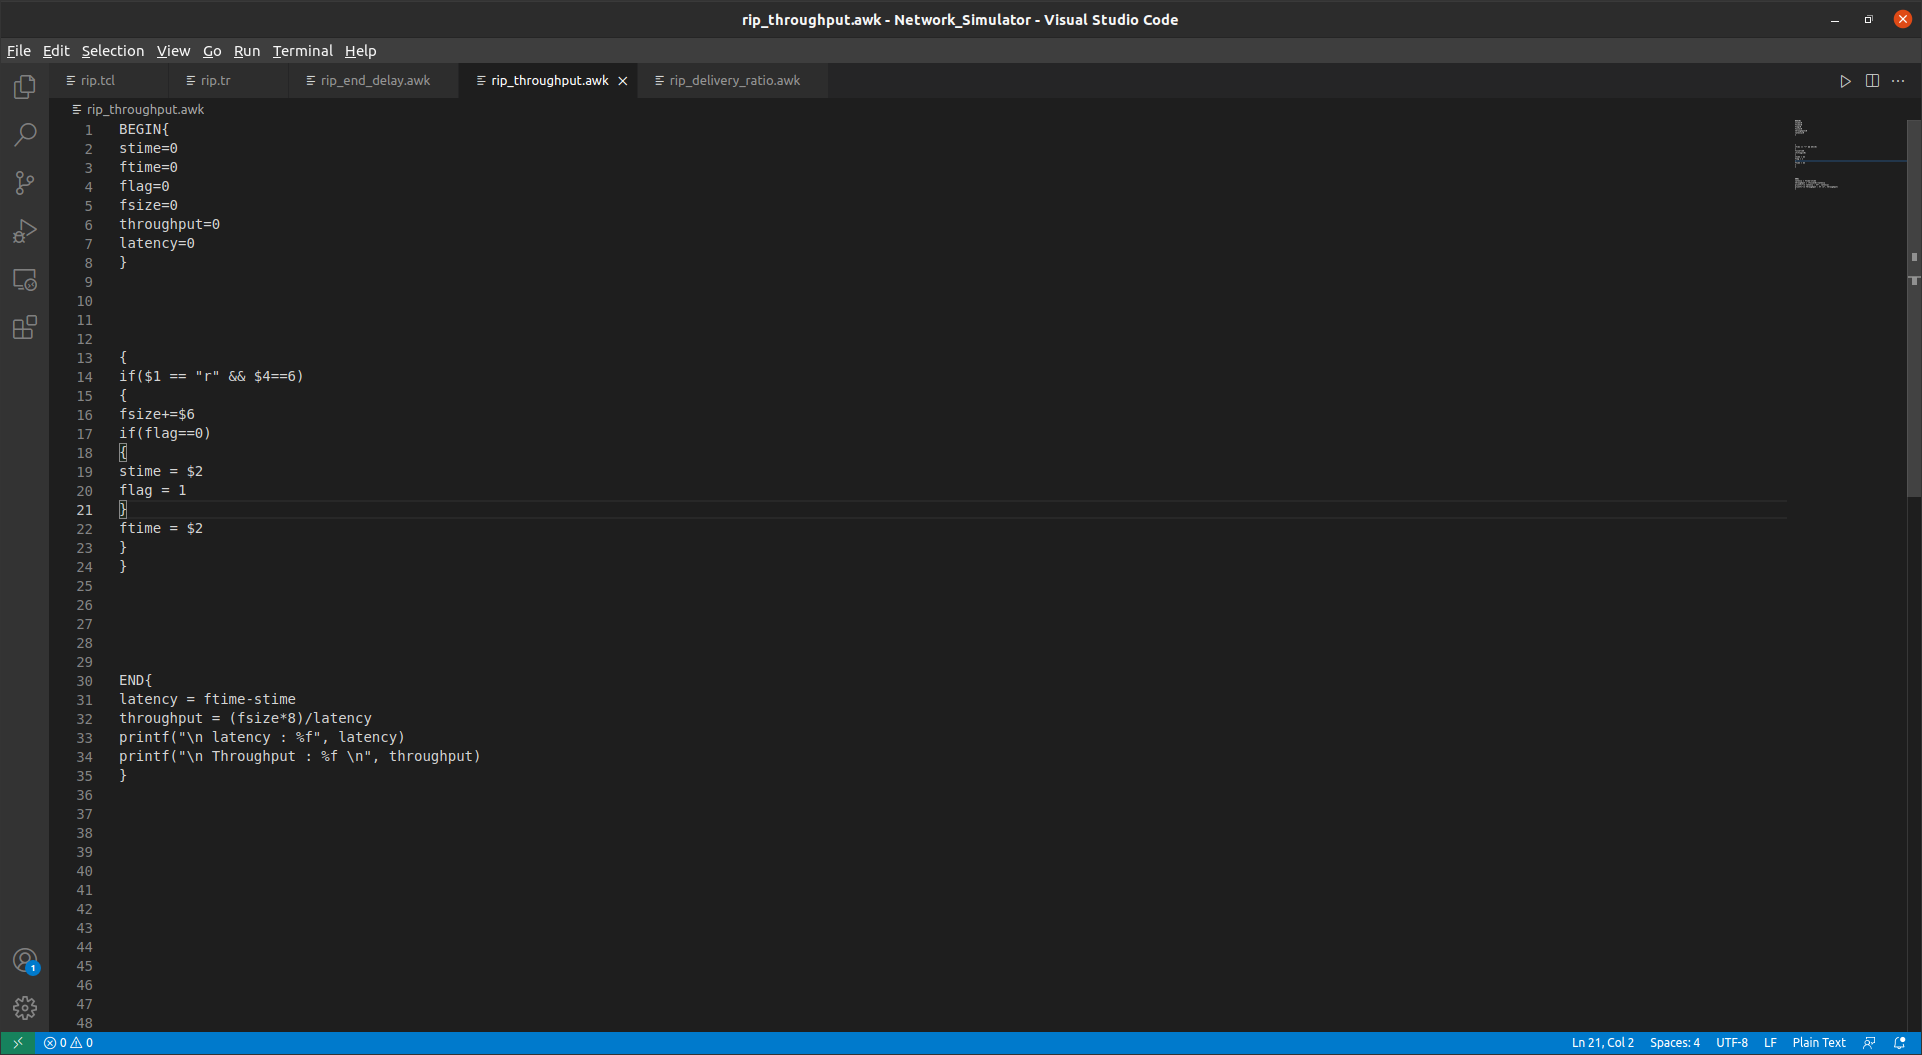 rip_throughput.awk - Network_Simulator - Visual Studio Code
File Edit Selection View Go Run Terminal Help
rip.tcl rip.tr rip_end_delay.awk rip_throughput.awk rip_delivery_ratio.awk
rip_throughput.awk
1 BEGIN{
2 stime=0
3 ftime=0
4 flag=0
5 fsize=0
6 throughput=0
7 latency=0
8 }
9
10
11
12
13 {
14 if($1 == "r" && $4==6)
15 {
16 fsize+=$6
17 if(flag==0)
18 {
19 stime = $2
20 flag = 1
21 }
22 ftime = $2
23 }
24 }
25
26
27
28
29
30 END{
31 latency = ftime-stime
32 throughput = (fsize*8)/latency
33 printf("\n latency : %f", latency)
34 printf("\n Throughput : %f \n", throughput)
35 }
36
37
38
39
40
41
42
43
44
45
46
47
48
1
0 0 Ln 21, Col 2 Spaces: 4 UTF-8 LF Plain Text